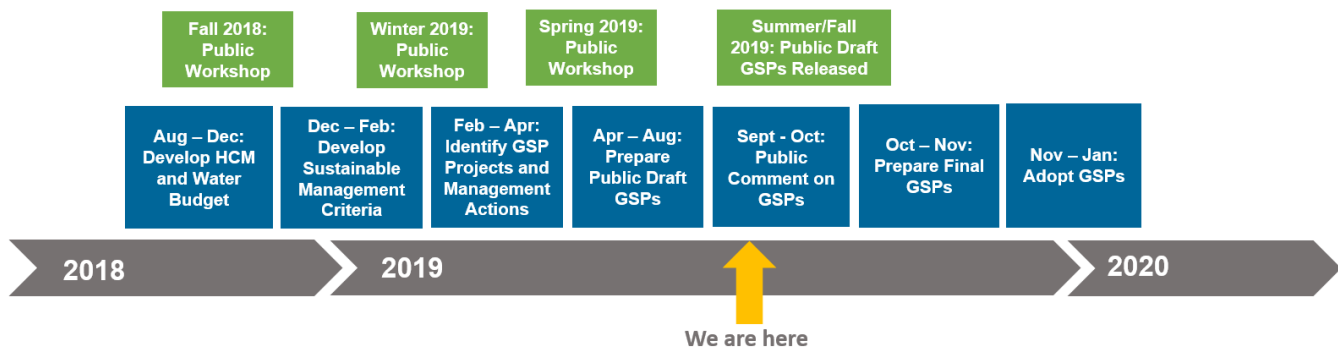 Fall 2018:
Public
Workshop
Winter 2019:
Public
Workshop
Spring 2019:
Public
Workshop
Summer/Fall
2019: Public Draft
GSPs Released
Aug – Dec:
Develop HCM
and Water
Budget
Dec – Feb:
Develop
Sustainable
Management
Criteria
Feb – Apr:
Identify GSP
Projects and
Management
Actions
Apr – Aug:
Prepare
Public Draft
GSPs
Sept - Oct:
Public
Comment on
GSPs
Oct – Nov:
Prepare Final
GSPs
Nov – Jan:
Adopt GSPs
2018
2019
2020
We are here